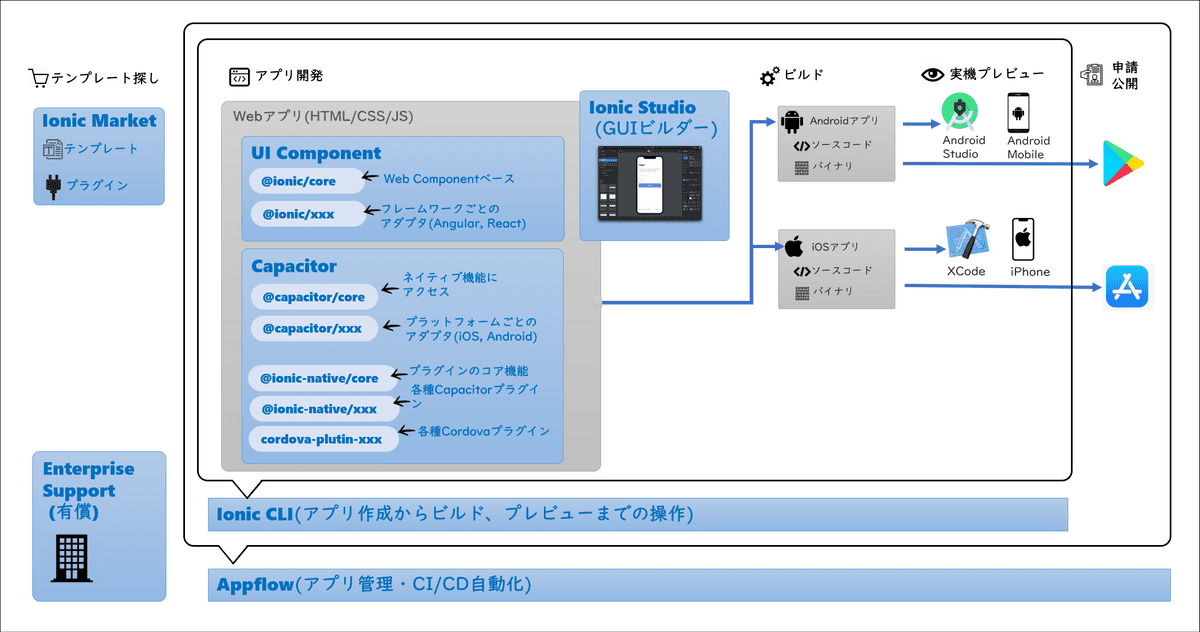 テンプレート探し
Ionic Market
テンプレート
プラグイン
Enterprise
Support
(有償)
アプリ開発
Webアプリ(HTML/CSS/JS)
UI Component
@ionic/core
Web Componentベース
@ionic/xxx
フレームワークごとの
アダプタ(Angular, React)
Capacitor
@capacitor/core
ネイティブ機能に
アクセス
@capacitor/xxx
プラットフォームごとの
アダプタ(iOS, Android)
@ionic-native/core
プラグインのコア機能
@ionic-native/xxx
各種Capacitorプラグイ
ン
cordova-plutin-xxx
各種Cordovaプラグイン
Ionic Studio
(GUIビルダー)
ビルド
Androidアプリ
ソースコード
バイナリ
iOSアプリ
ソースコード
バイナリ
実機プレビュー
Android
Studio
Android
Mobile
XCode
iPhone
申請
公開
Ionic CLI(アプリ作成からビルド、プレビューまでの操作)
Appflow(アプリ管理・CI/CD自動化)